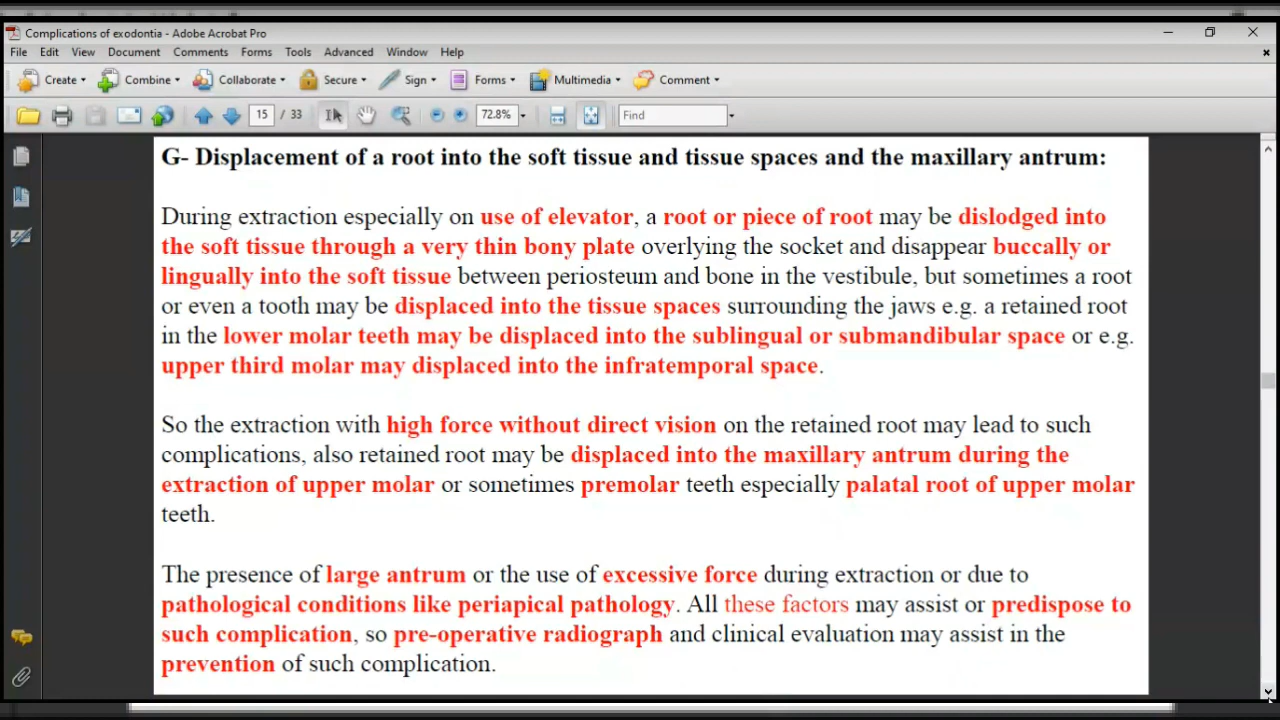 Complications of exodontia - Adobe Acrobat Pro
File Edit View Document Comments Forms Tools Advanced Window Help
Create Combine Collaborate Secure Sign Forms Multimedia Comment
15 / 33 72.8% Find
G- Displacement of a root into the soft tissue and tissue spaces and the maxillary antrum:
During extraction especially on use of elevator, a root or piece of root may be dislodged into
the soft tissue through a very thin bony plate overlying the socket and disappear buccally or
lingually into the soft tissue between periosteum and bone in the vestibule, but sometimes a root
or even a tooth may be displaced into the tissue spaces surrounding the jaws e.g. a retained root
in the lower molar teeth may be displaced into the sublingual or submandibular space or e.g.
upper third molar may displaced into the infratemporal space.
So the extraction with high force without direct vision on the retained root may lead to such
complications, also retained root may be displaced into the maxillary antrum during the
extraction of upper molar or sometimes premolar teeth especially palatal root of upper molar
teeth.
The presence of large antrum or the use of excessive force during extraction or due to
pathological conditions like periapical pathology. All these factors may assist or predispose to
such complication, so pre-operative radiograph and clinical evaluation may assist in the
prevention of such complication.